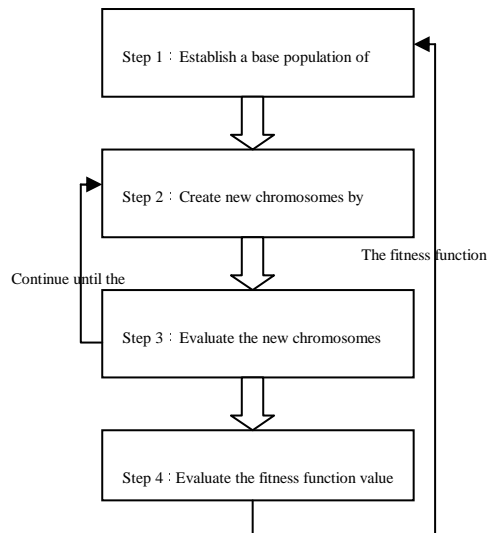 Step 1：Establish a base population of
Step 2：Create new chromosomes by
The fitness function
Continue until the
Step 3：Evaluate the new chromosomes
Step 4：Evaluate the fitness function value